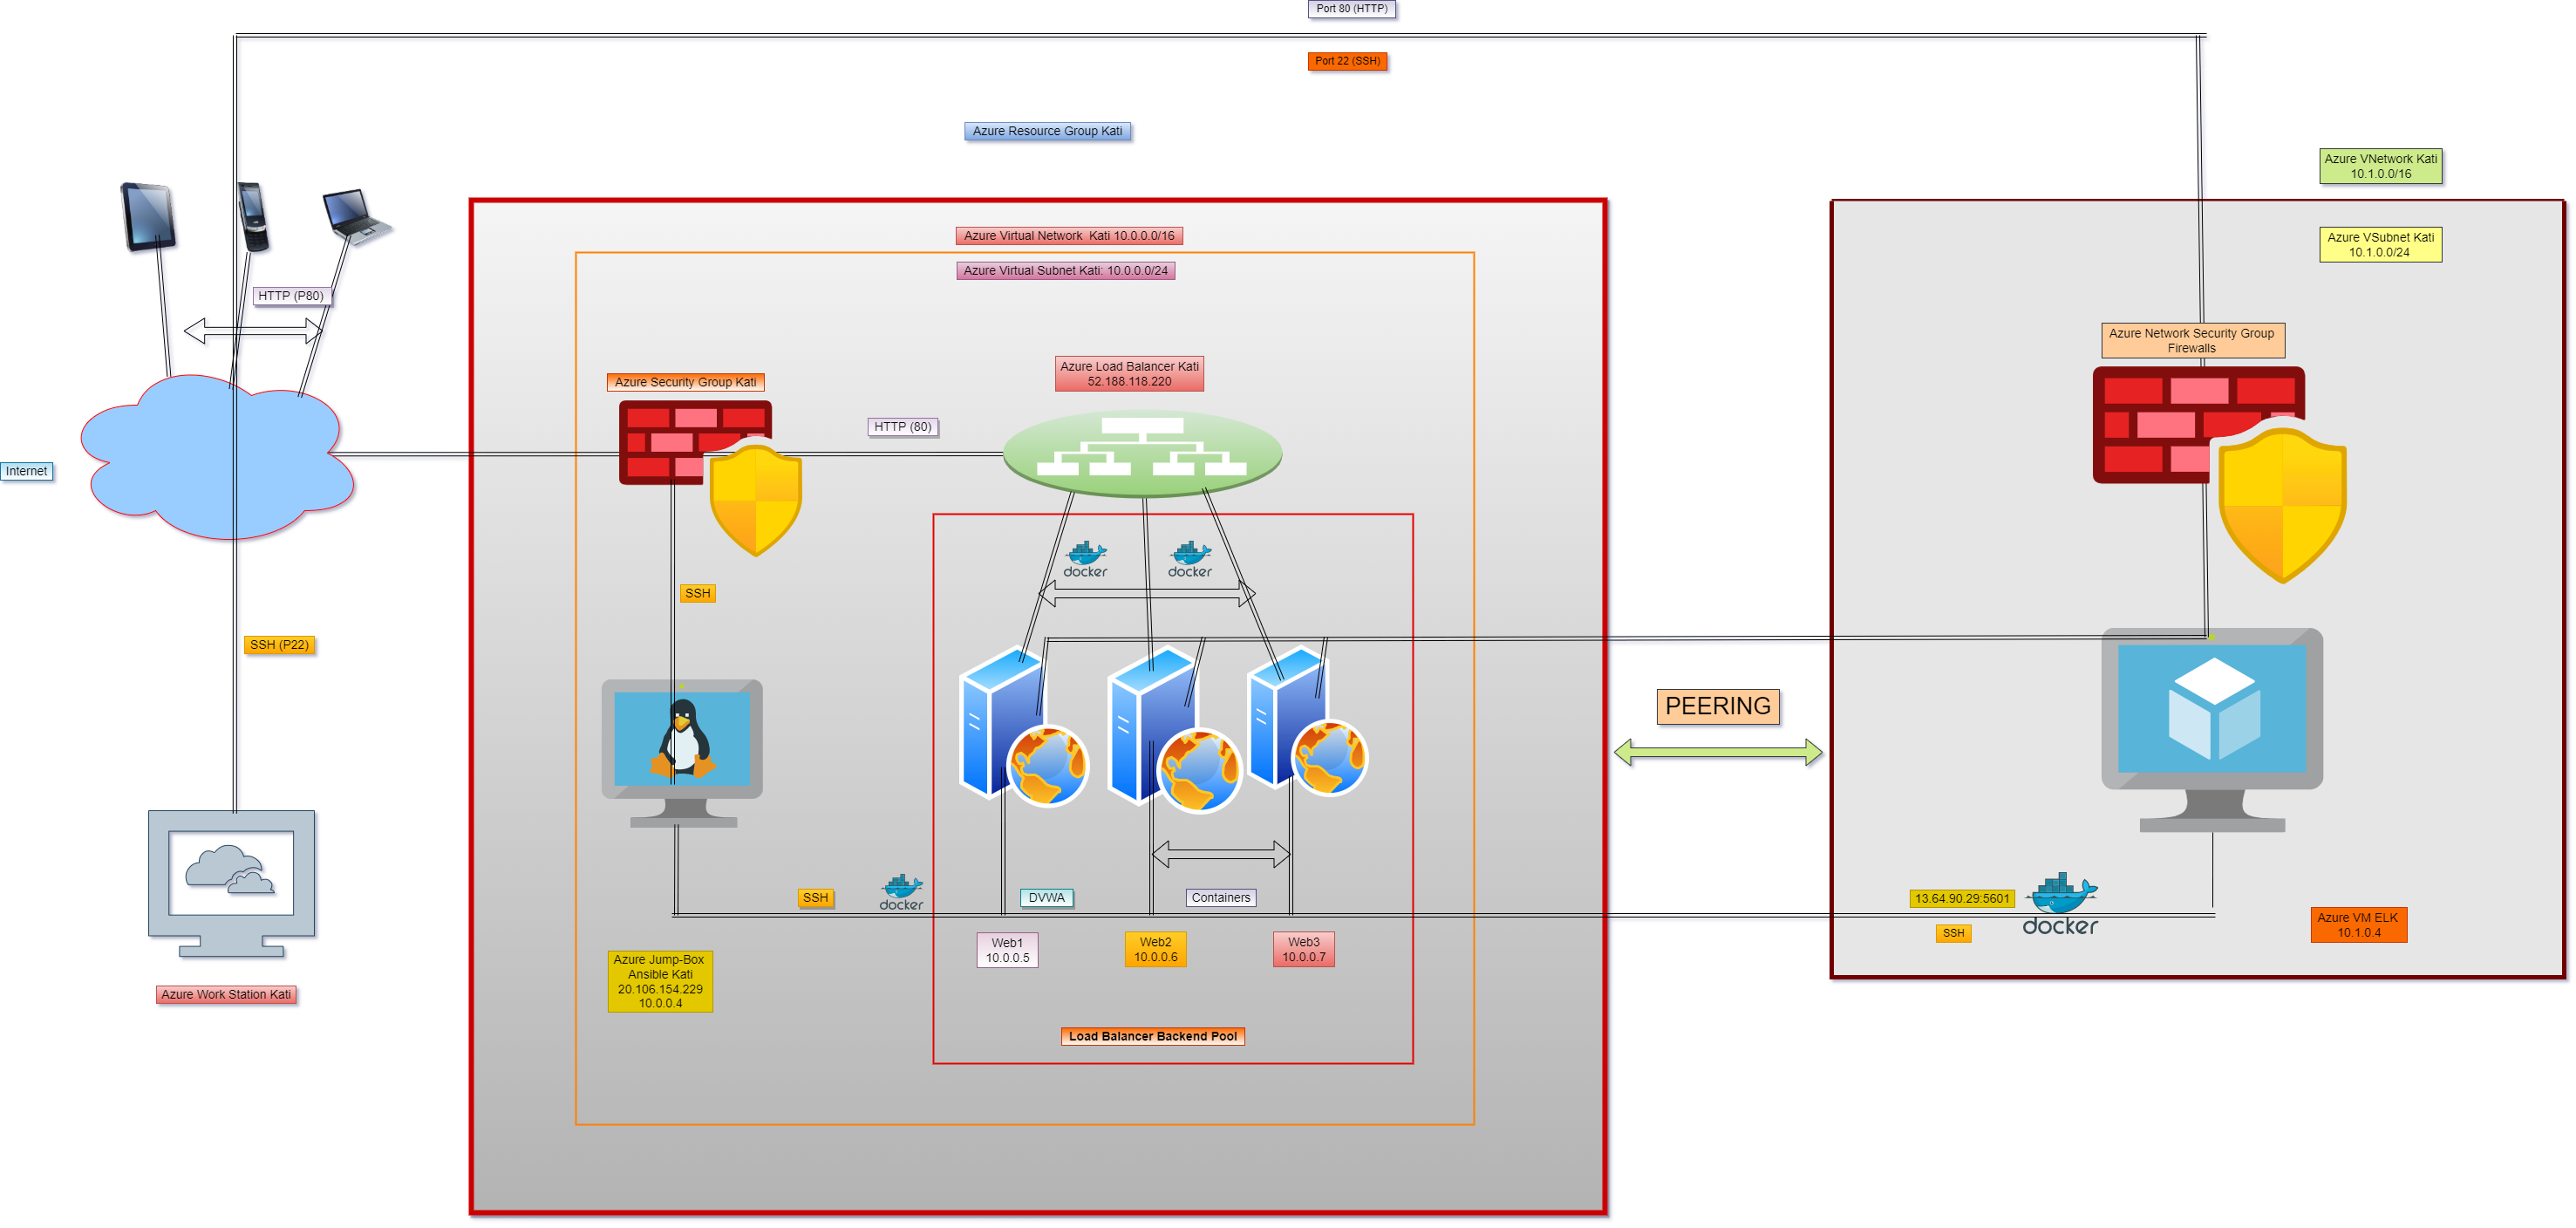 Port 80 (HTTP)
Port 22 (SSH)
Azure Resource Group Kati
Azure VNetwork Kati
10.1.0.0/16
Azure VSubnet Kati
10.1.0.0/24
Azure Virtual Network Kati 10.0.0.0/16
Azure Virtual Subnet Kati: 10.0.0.0/24
HTTP (P80)
Azure Network Security Group
Firewalls
Azure Load Balancer Kati
52.188.118.220
Azure Security Group Kati
HTTP (80)
Internet
docker
docker
SSH
SSH (P22)
PEERING
SSH
docker
DVWA
Containers
13.64.90.29:5601
docker
SSH
Azure VM ELK
10.1.0.4
Web1
10.0.0.5
Web2
10.0.0.6
Web3
10.0.0.7
Azure Jump-Box
Ansible Kati
20.106.154.229
10.0.0.4
Azure Work Station Kati
Load Balancer Backend Pool